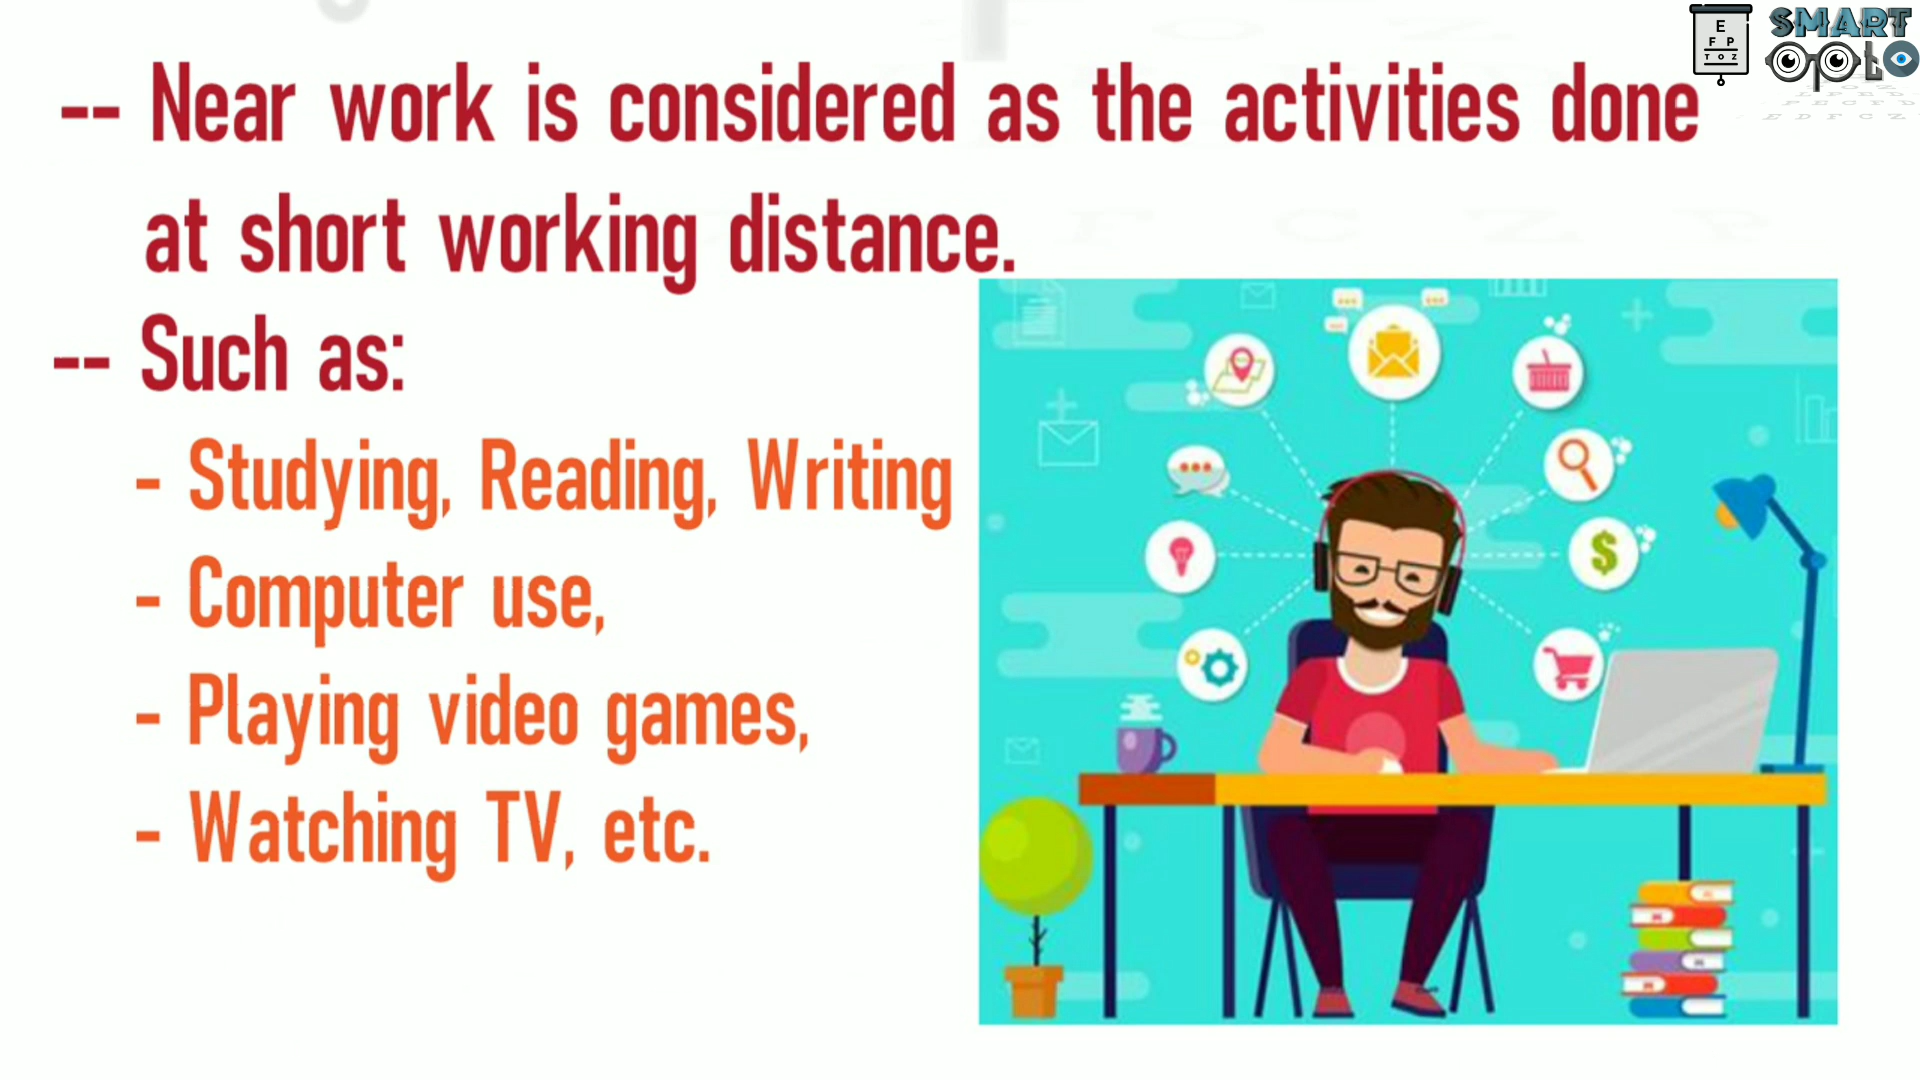 -- Near work is considered as the activities done
at short working distance.
-- Such as:
- Studying, Reading, Writing
- Computer use,
- Playing video games,
- Watching TV, etc.
E
F P
T O Z
SMART
opto
$